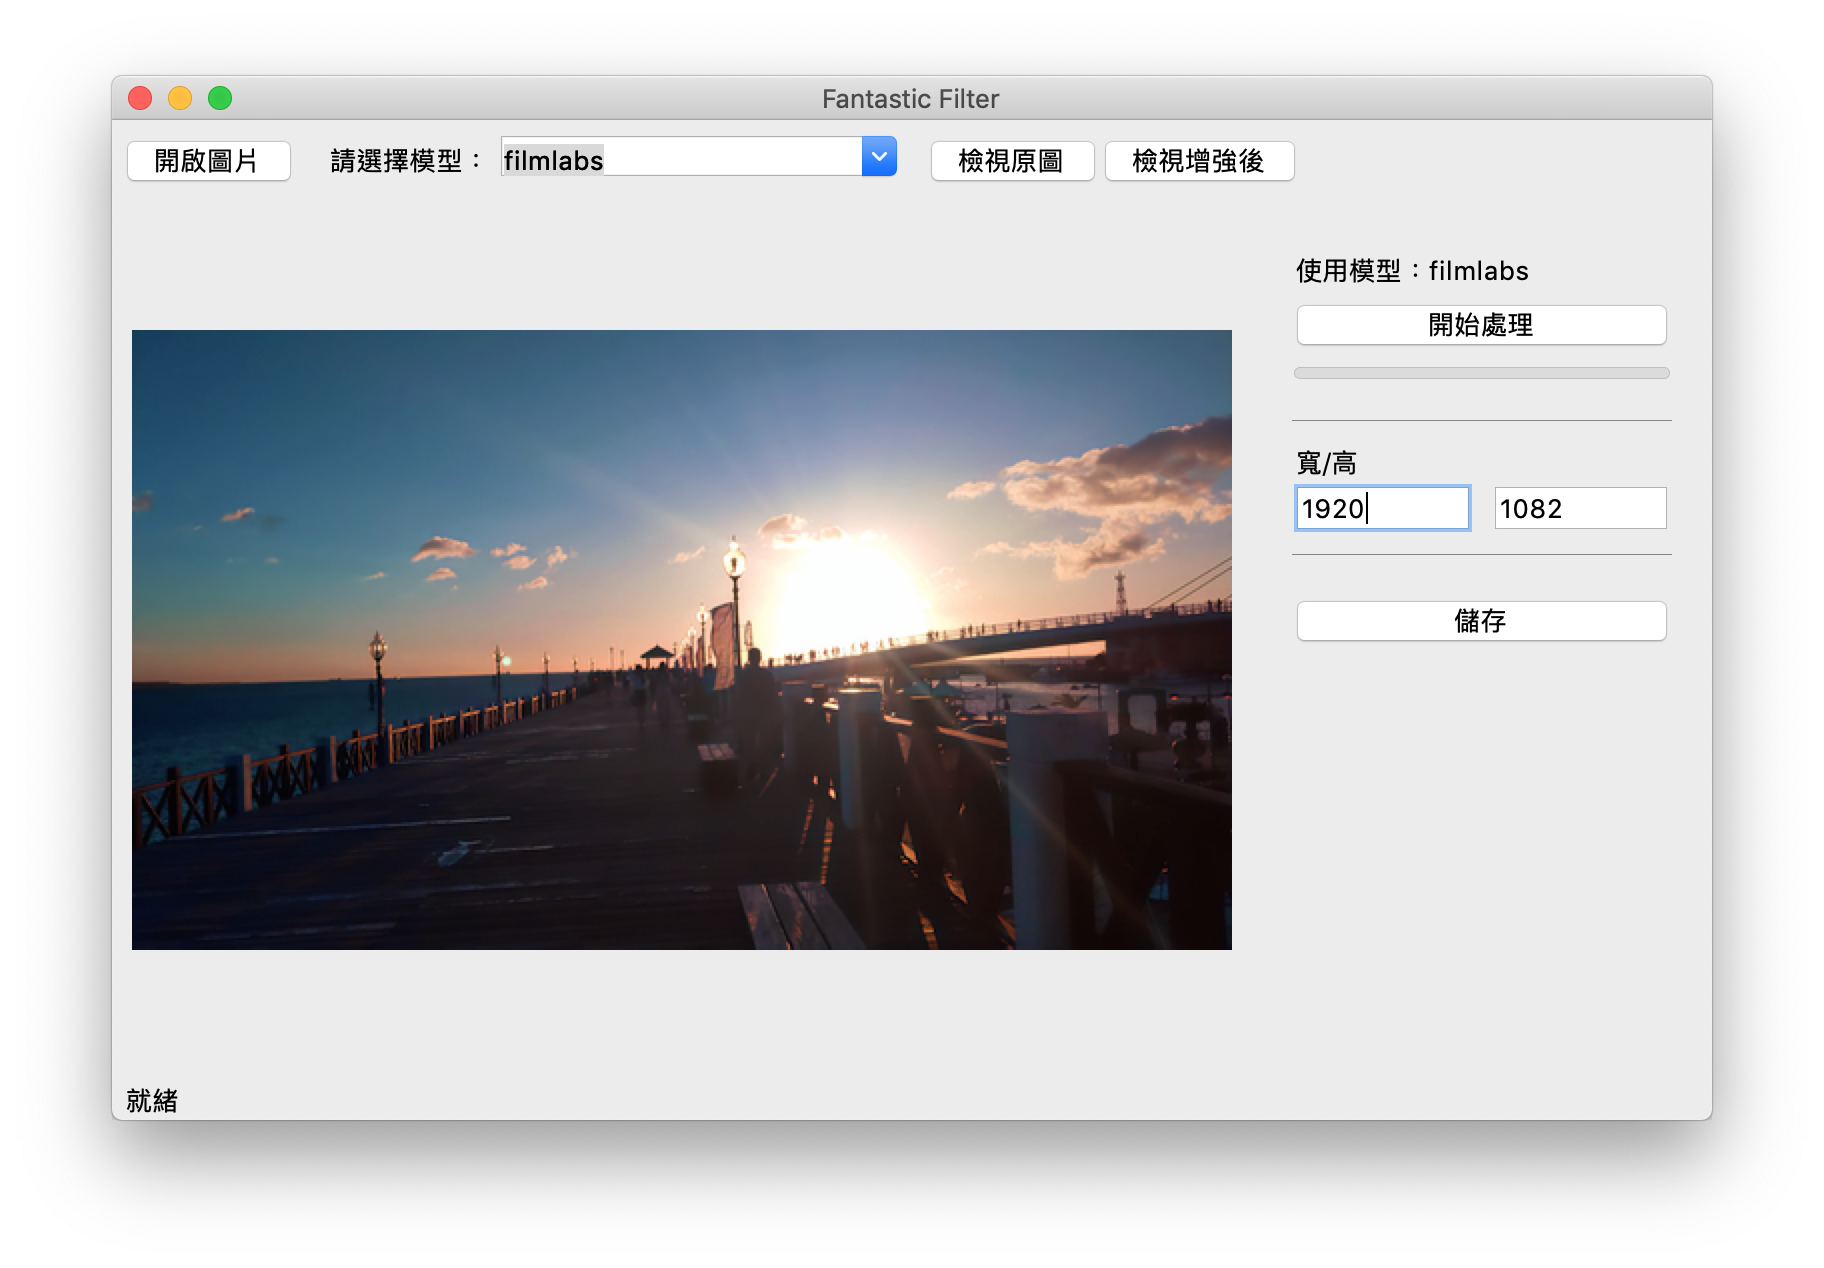 Fantastic Filter
開啟圖片
請選擇模型：
filmlabs
檢視原圖
檢視增強後
使用模型：filmlabs
開始處理
寬/高
1920
1082
儲存
就緒